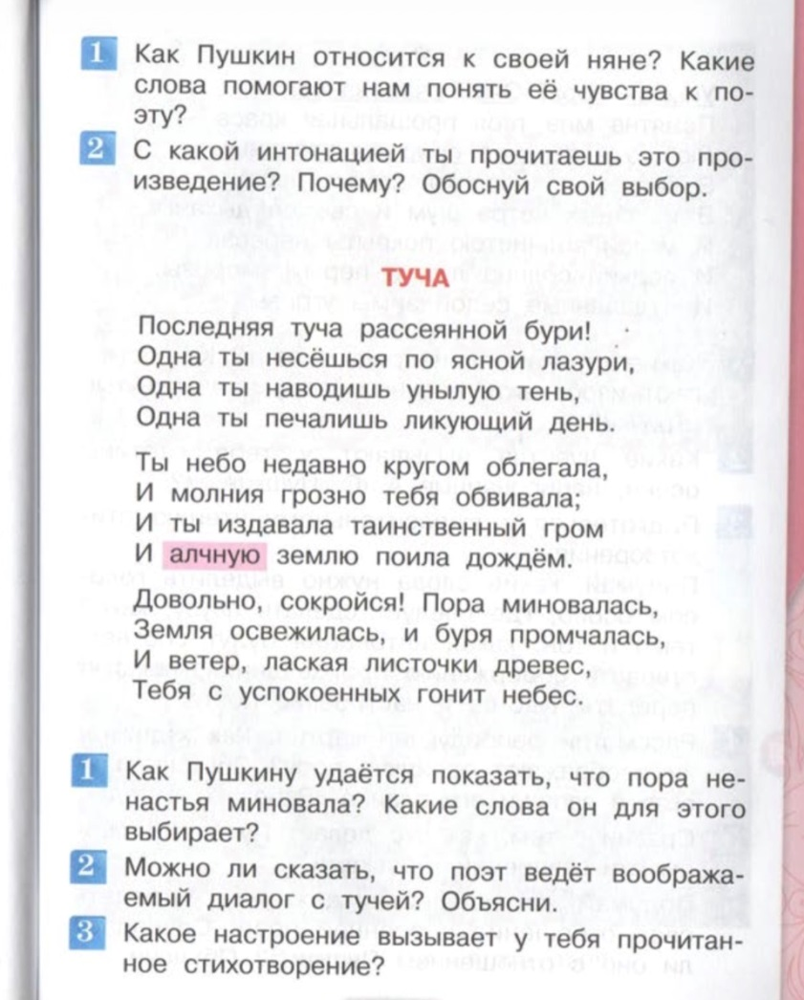 1 Как Пушкин относится к своей няне? Какие
слова помогают нам понять её чувства к по-
эту?
2 С какой интонацией ты прочитаешь это про-
изведение? Почему? Обоснуй свой выбор.
ТУЧА
Последняя туча рассеянной бури!
Одна ты несёшься по ясной лазури,
Одна ты наводишь унылую тень,
Одна ты печалишь ликующий день.
Ты небо недавно кругом облегала,
И молния грозно тебя обвивала;
И ты издавала таинственный гром
И алчную землю поила дождём.
Довольно, сокройся! Пора миновалась,
Земля освежилась, и буря промчалась,
И ветер, лаская листочки древес,
Тебя с успокоенных гонит небес.
1 Как Пушкину удаётся показать, что пора не-
настья миновала? Какие слова он для этого
выбирает?
2 Можно ли сказать, что поэт ведёт вообража-
емый диалог с тучей? Объясни.
3 Какое настроение вызывает у тебя прочитан-
ное стихотворение?